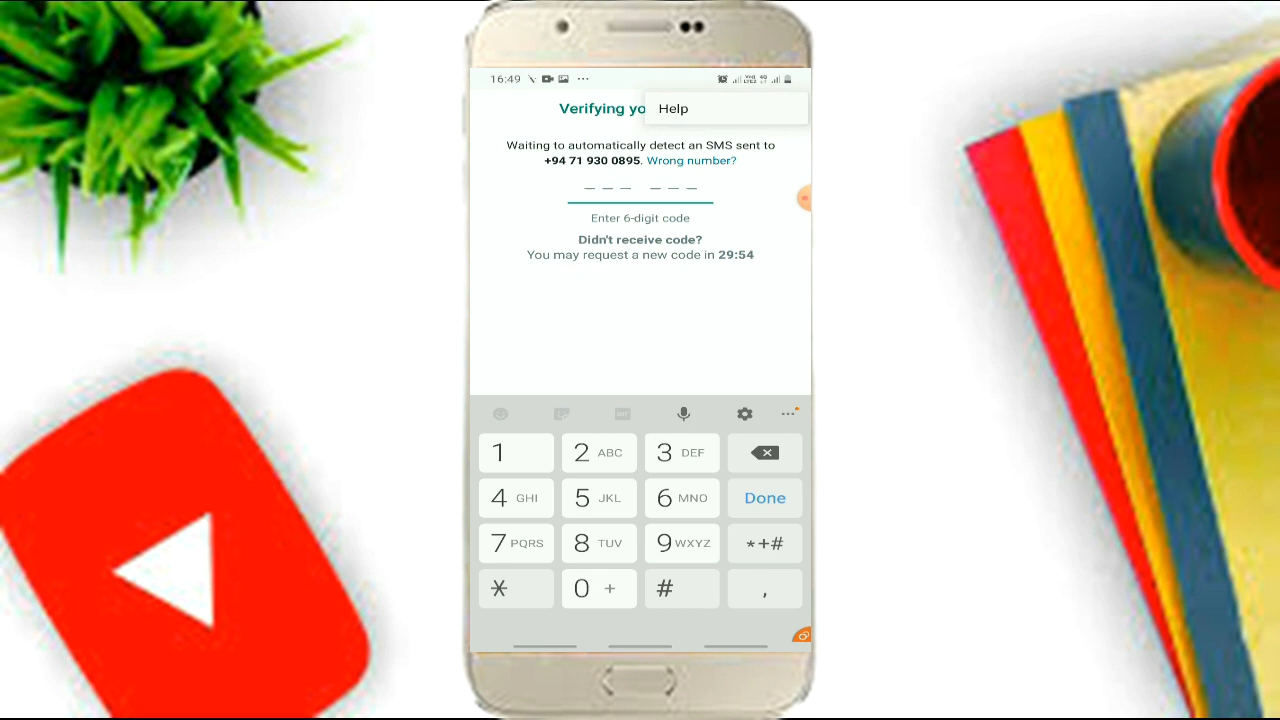 16:49
Verifying yo
Help
Waiting to automatically detect an SMS sent to
+94 71 930 0895. Wrong number?
Enter 6-digit code
Didn't receive code?
You may request a new code in 29:54
GIF
1
2 ABC
3 DEF
4 GHI
5 JKL
6 MNO
Done
7 PQRS
8 TUV
9 WXYZ
*+#
*
0 +
#
,